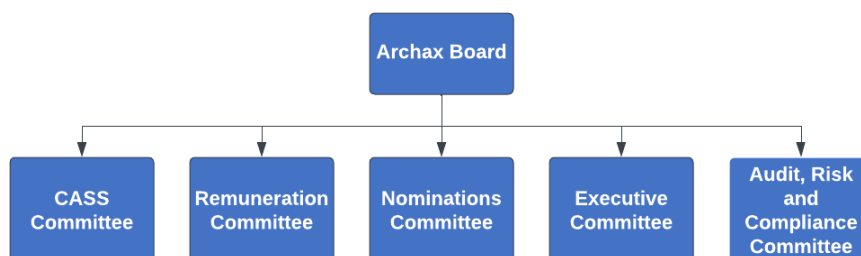 Archax Board
CASS
Committee
Remuneration
Committee
Nominations
Committee
Executive
Committee
Audit, Risk
and
Compliance
Committee